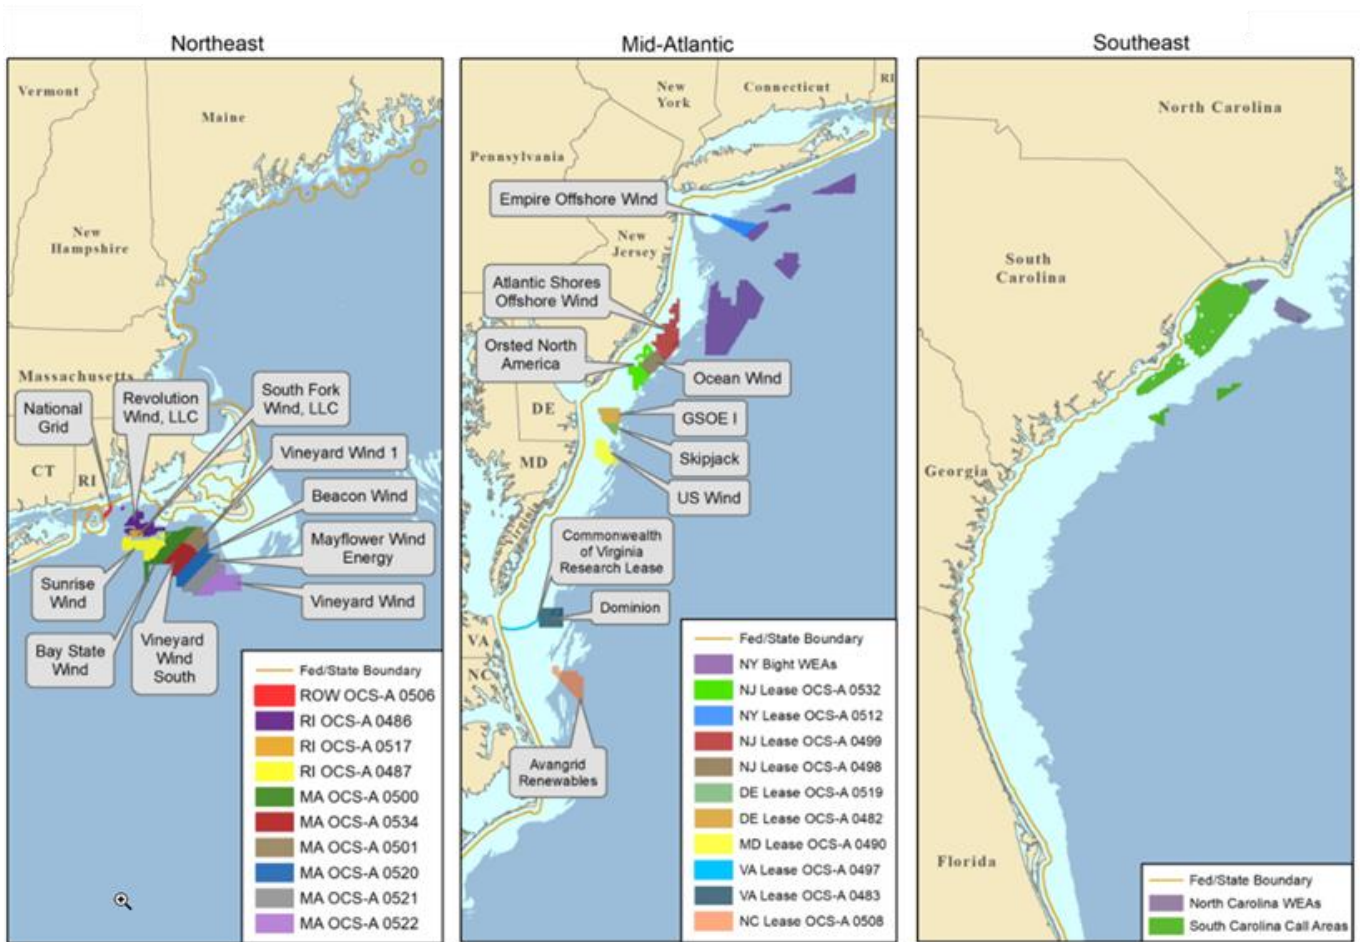 Northeast
Vermont
Maine
New
Hampshire
Massachusetts
National
Grid
Revolution
Wind, LLC
South Fork
Wind, LLC
CT
RI
Vineyard Wind 1
Beacon Wind
Mayflower Wind
Energy
Vineyard Wind
Sunrise
Wind
Bay State
Wind
Vineyard
Wind
South
Fed/State Boundary
ROW OCS-A 0506
RI OCS-A 0486
RI OCS-A 0517
RI OCS-A 0487
MA OCS-A 0500
MA OCS-A 0534
MA OCS-A 0501
MA OCS-A 0520
MA OCS-A 0521
MA OCS-A 0522
Mid-Atlantic
New
York
Connecticut
RI
Pennsylvania
Empire Offshore Wind
New
Jersey
Atlantic Shores
Offshore Wind
Orsted North
America
Ocean Wind
DE
GSOE I
Skipjack
MD
US Wind
Virginia
Commonwealth
of Virginia
Research Lease
Dominion
VA
NC
Avangrid
Renewables
Fed/State Boundary
NY Bight WEAs
NJ Lease OCS-A 0532
NY Lease OCS-A 0512
NJ Lease OCS-A 0499
NJ Lease OCS-A 0498
DE Lease OCS-A 0519
DE Lease OCS-A 0482
MD Lease OCS-A 0490
VA Lease OCS-A 0497
VA Lease OCS-A 0483
NC Lease OCS-A 0508
Southeast
North Carolina
South
Carolina
Georgia
Florida
Fed/State Boundary
North Carolina WEAs
South Carolina Call Areas